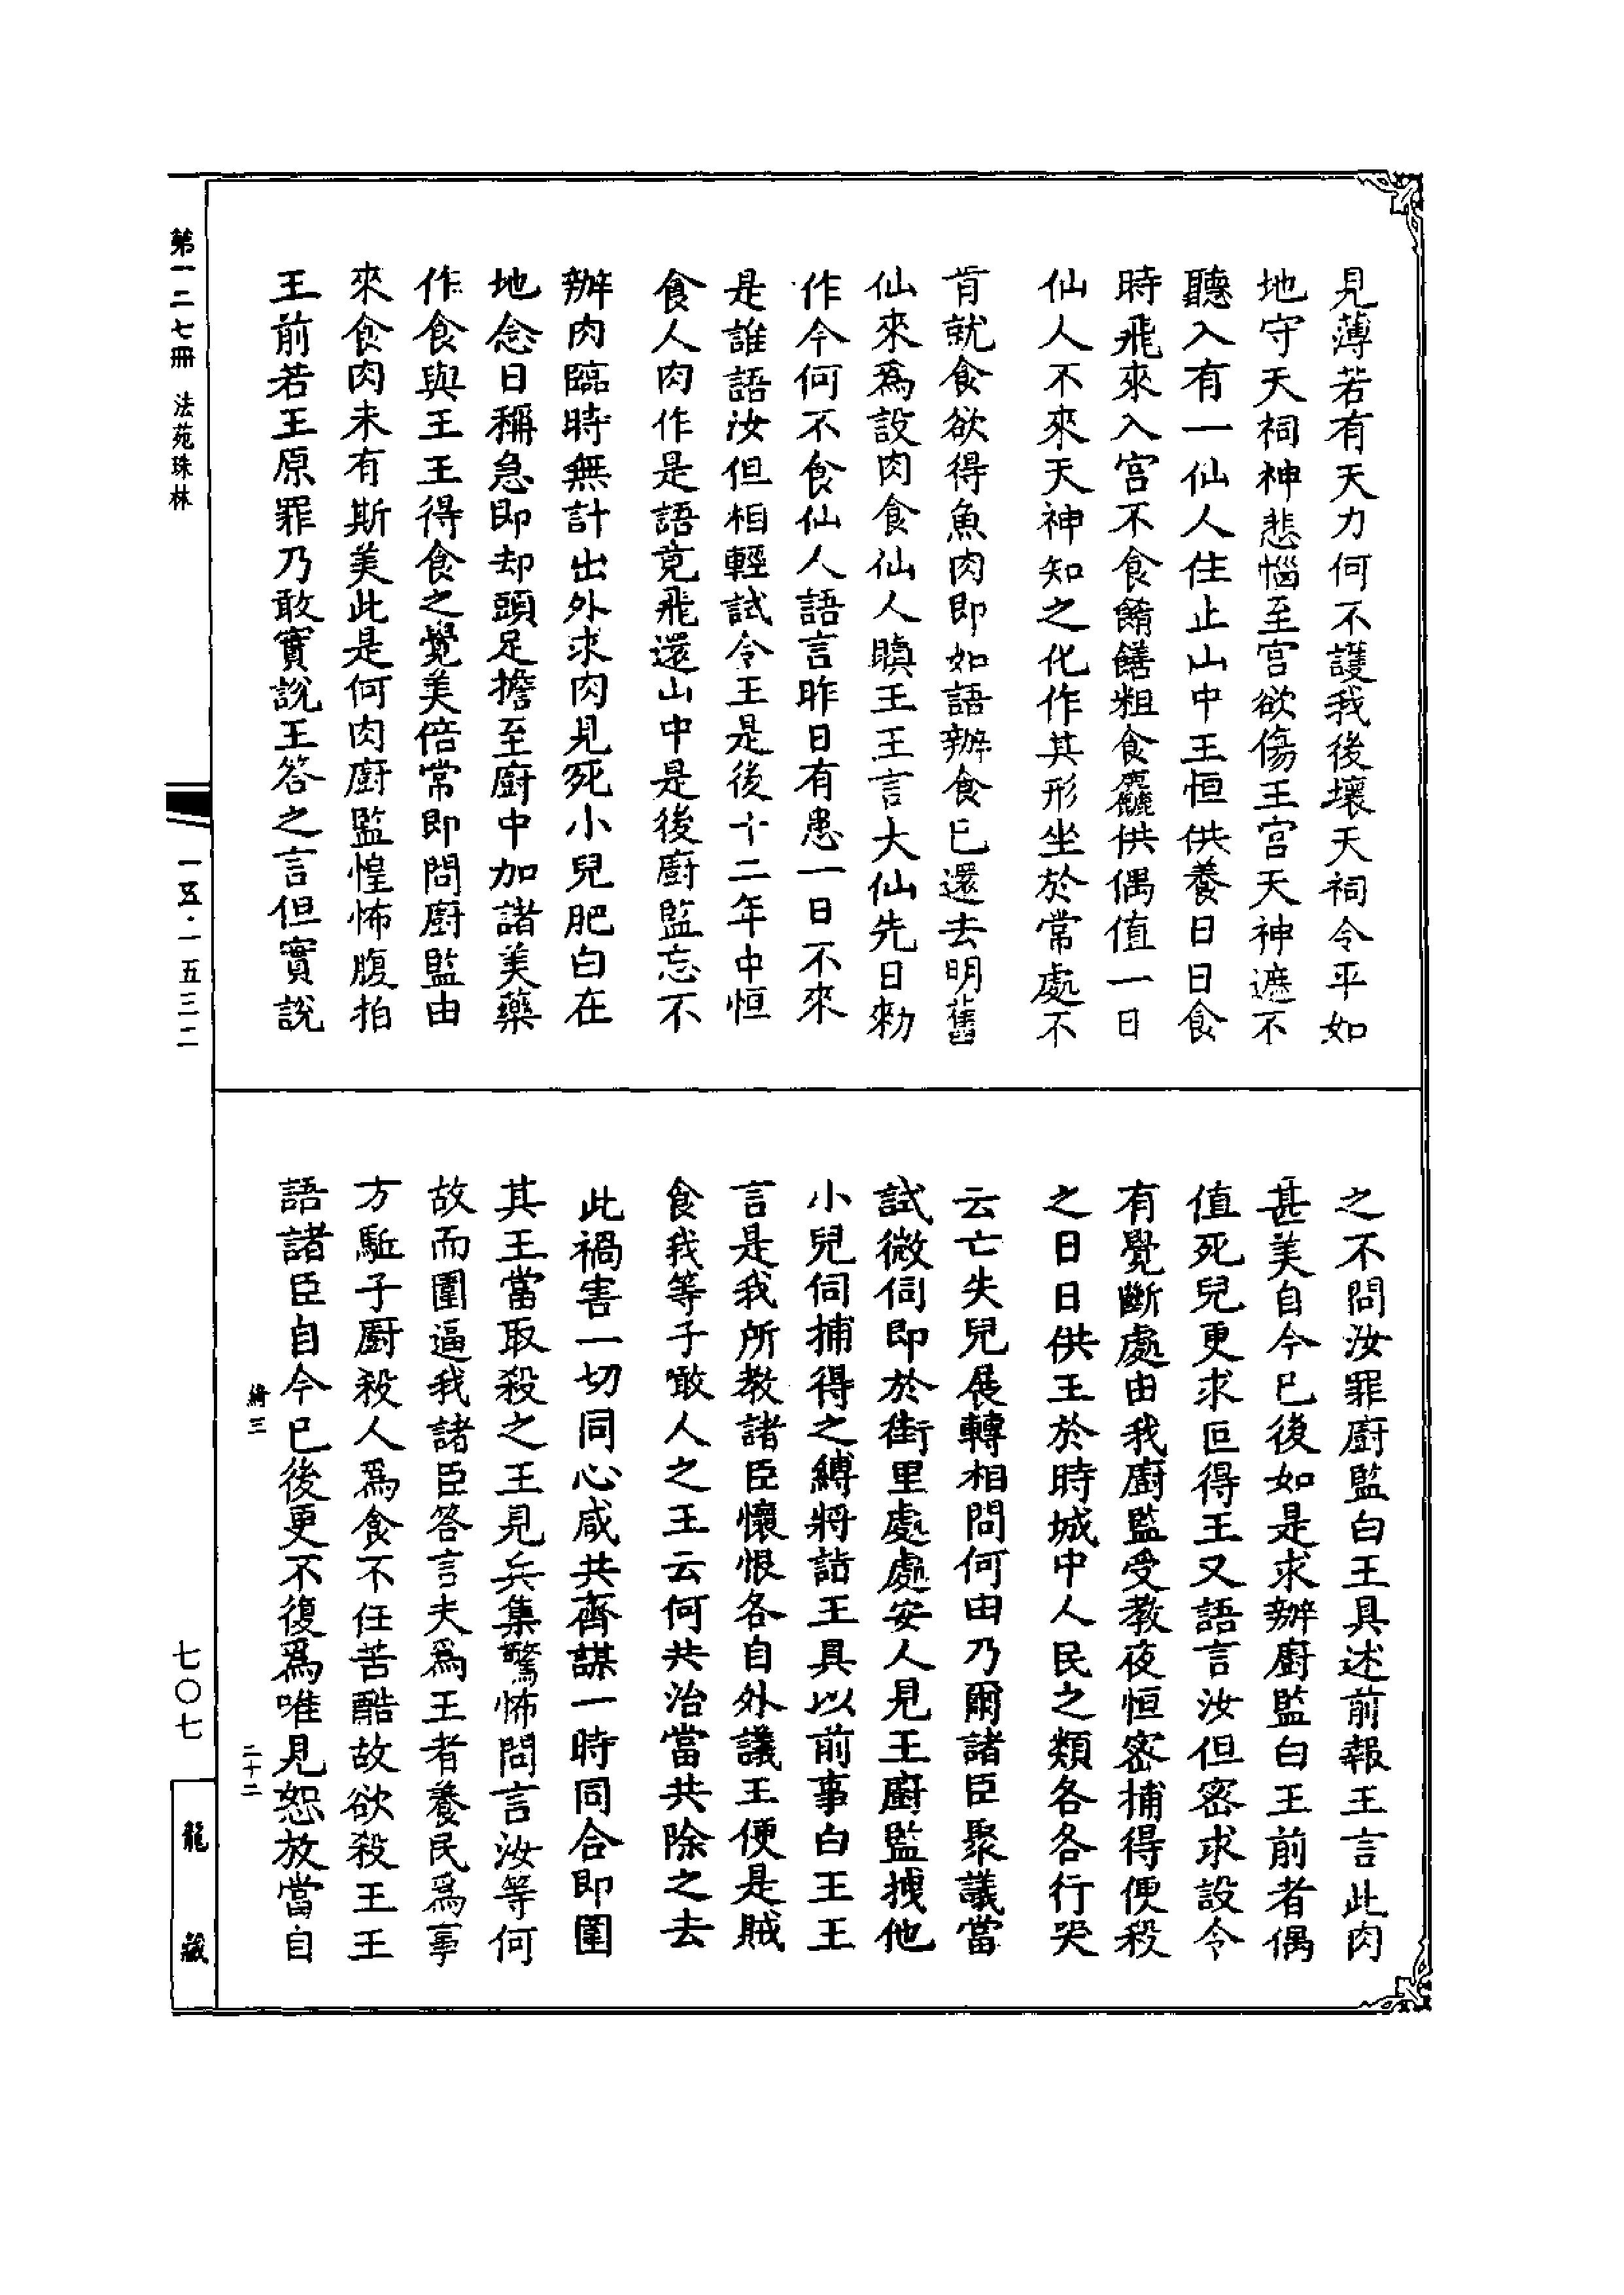 見薄若有天力何不護我後壞天祠令平如
地守天祠神悲惱至宮欲傷王宮天神遮不
聽入有一仙人住止山中王恒供養日日食
時飛來入宮不食餚饍粗食麤供偶值一日
仙人不來天神知之化作其形坐於常處不
肯就食欲得魚肉即如語辦食已還去明舊
仙來爲設肉食仙人瞋王王言大仙先日勑
作今何不食仙人語言昨日有患一日不來
是誰語汝但相輕試令王是後十二年中恒
食人肉作是語竟飛還山中是後廚監忘不
辦肉臨時無計出外求肉見死小兒肥白在
地念日稱急即却頭足擔至廚中加諸美藥
作食與王王得食之覺美倍常即問廚監由
來食肉未有斯美此是何肉廚監惶怖腹拍
王前若王原罪乃敢實說王答之言但實說
之不問汝罪廚監白王具述前報王言此肉
甚美自今已後如是求辦廚監白王前者偶
值死兒更求叵得王又語言汝但密求設令
有覺斷處由我廚監受教夜恒密捕得便殺
之日日供王於時城中人民之類各各行哭
云亡失兒展轉相問何由乃爾諸臣聚議當
試微伺即於街里處處安人見王廚監拽他
小兒伺捕得之縛將詣王具以前事白王王
言是我所教諸臣懷恨各自外議王便是賊
食我等子噉人之王云何共治當共除之去
此禍害一切同心咸共齊謀一時同合即圍
其王當取殺之王見兵集驚怖問言汝等何
故而圍逼我諸臣答言夫爲王者養民爲事
方駈子廚殺人爲食不任苦酷故欲殺王王
語諸臣自今已後更不復爲唯見恕放當自
綺三
二十二
第一二七冊 法苑珠林
一五·一五三二
七〇七
龍藏